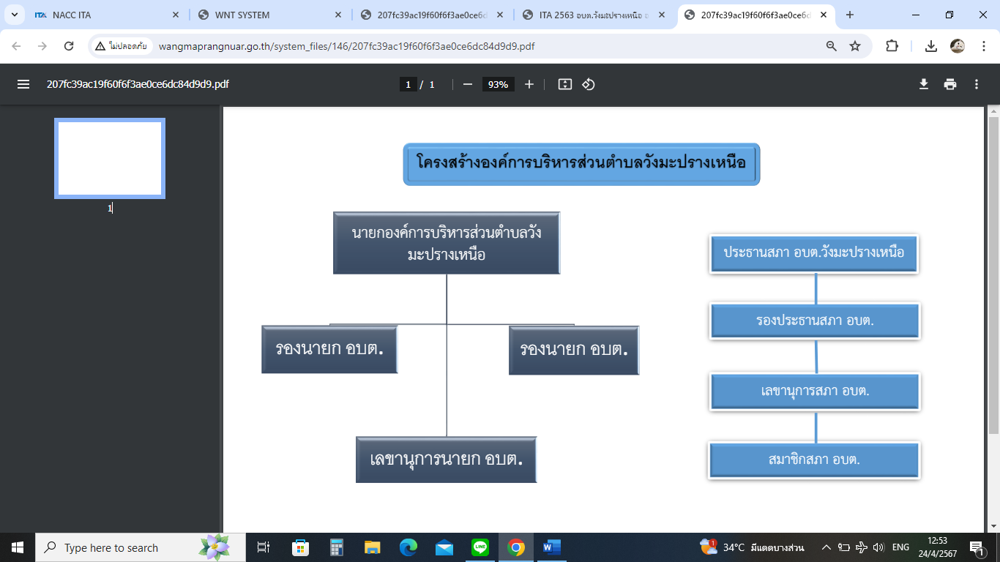 NACC ITA
WNT SYSTEM
207fc39ac19f60f6f3ae0ce6d
ITA 2563 อบต.วังมะปรางเหนือ อ
207fc39ac19f60f6f3ae0ce6d
ไม่ปลอดภัย
wangmaprangnuar.go.th/system_files/146/207fc39ac19f60f6f3ae0ce6dc84d9d9.pdf
207fc39ac19f60f6f3ae0ce6dc84d9d9.pdf
1 / 1
93%
1
โครงสร้างองค์การบริหารส่วนตำบลวังมะปรางเหนือ
นายกองค์การบริหารส่วนตำบลวัง
มะปรางเหนือ
รองนายก อบต.
รองนายก อบต.
เลขานุการนายก อบต.
ประธานสภา อบต.วังมะปรางเหนือ
รองประธานสภา อบต.
เลขานุการสภา อบต.
สมาชิกสภา อบต.
Type here to search
34°C มีแดดบางส่วน
ENG
12:53
24/4/2567